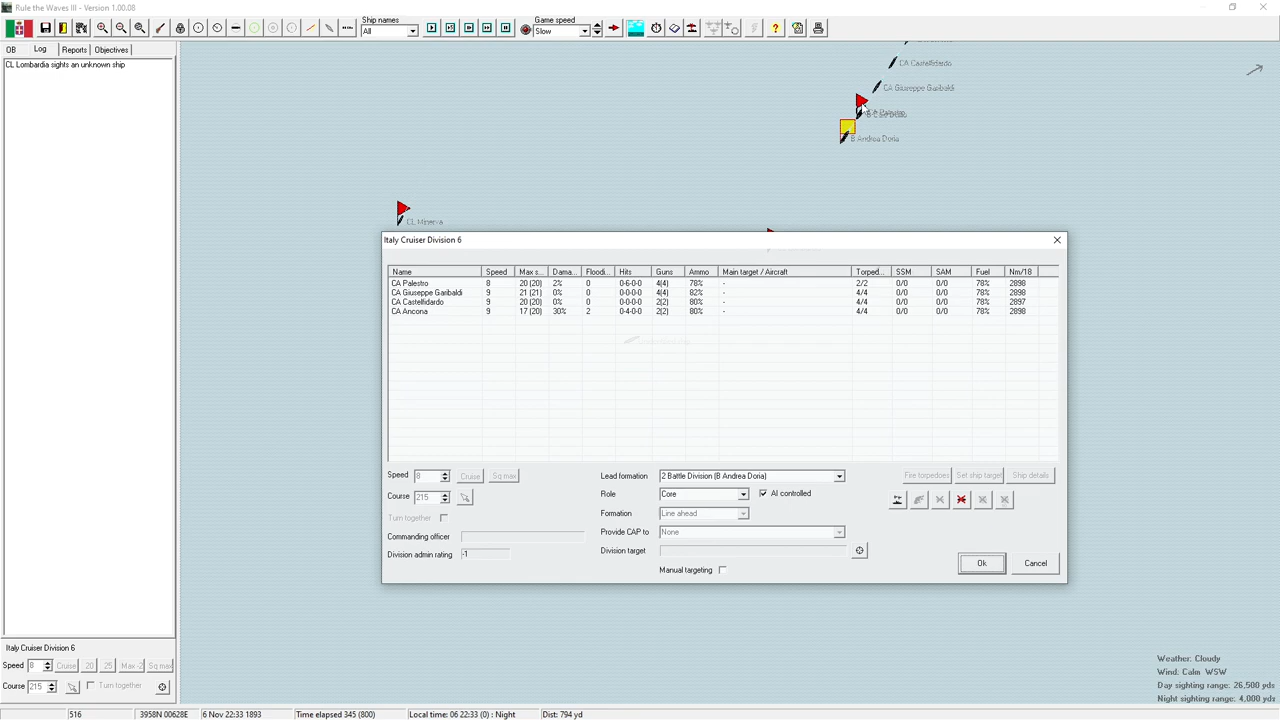 Rule the Waves III - Version 1.00.08
Ship names
All
Game speed
Slow
?
OB Log Reports Objectives
CL Lombardia sights an unknown ship
CA Castelfidardo
CA Giuseppe Garibaldi
B Andrea Doria
CL Minerva
Italy Cruiser Division 6
Name Speed Max s... Dama... Floodi... Hits Guns Ammo Main target / Aircraft Torped... SSM SAM Fuel Nm/18
CA Palestro 8 20 (20) 2% 0 0-6-0-0 4(4) 78% - 2/2 0/0 0/0 78% 2898
CA Giuseppe Garibaldi 9 21 (21) 0% 0 0-0-0-0 4(4) 82% - 4/4 0/0 0/0 78% 2898
CA Castelfidardo 9 20 (20) 0% 0 0-0-0-0 2(2) 80% - 4/4 0/0 0/0 78% 2897
CA Ancona 9 17 (20) 30% 2 0-4-0-0 2(2) 80% - 4/4 0/0 0/0 78% 2898
Speed 8 Cruise Sq max
Lead formation 2 Battle Division (B Andrea Doria)
Fire torpedoes Set ship target Ship details
Course 215
Role Core AI controlled
Turn together
Formation Line ahead
Commanding officer
Provide CAP to None
Division admin rating -1
Division target
Manual targeting
Ok Cancel
Italy Cruiser Division 6
Speed 8 Cruise 20 25 Max -2 Sq max
Course 215 Turn together
Weather: Cloudy
Wind: Calm WSW
Day sighting range: 26,500 yds
Night sighting range: 4,000 yds
516 3958N 00628E 6 Nov 22:33 1893 Time elapsed 345 (800) Local time: 06 22:33 (0) : Night Dist: 794 yd